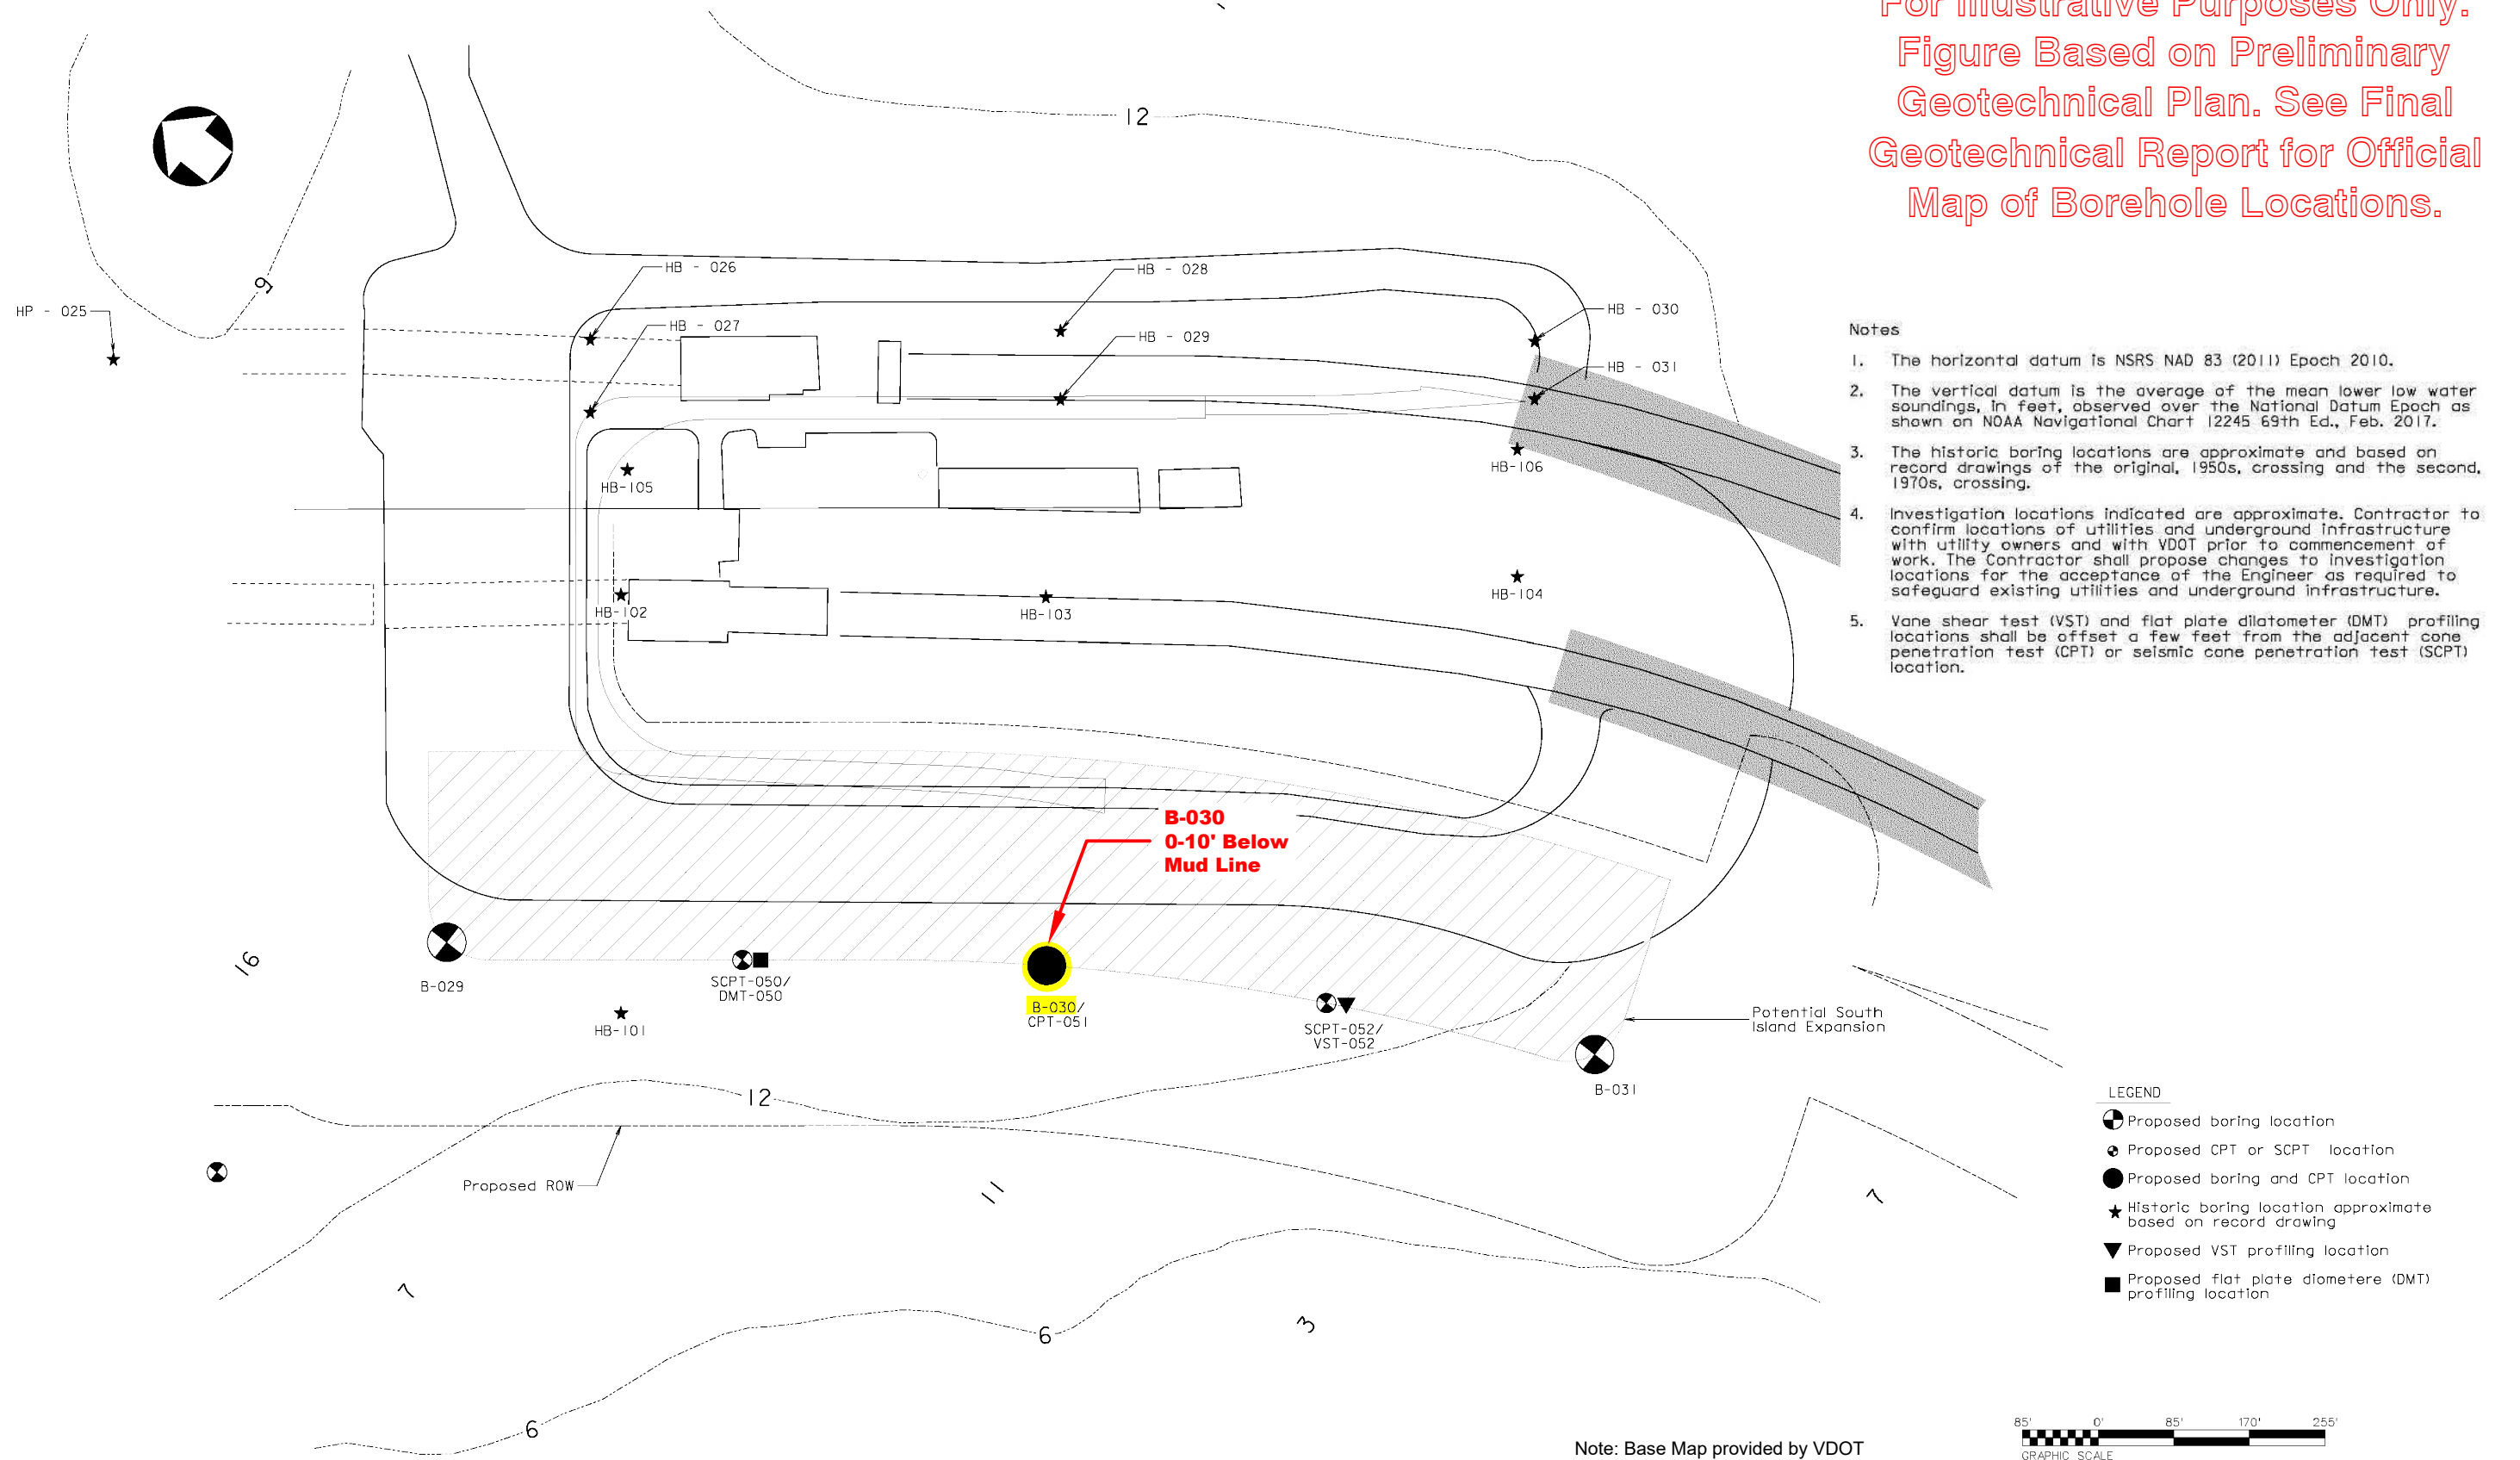 For Illustrative Purposes Only.
Figure Based on Preliminary
Geotechnical Plan. See Final
Geotechnical Report for Official
Map of Borehole Locations.
12
9
HP - 025
HB - 026
HB - 027
HB - 028
HB - 029
HB - 030
HB - 031
HB-105
HB-106
HB-102
HB-103
HB-104
Notes
1. The horizontal datum is NSRS NAD 83 (2011) Epoch 2010.
2. The vertical datum is the average of the mean lower low water
soundings, in feet, observed over the National Datum Epoch as
shown on NOAA Navigational Chart 12245 69th Ed., Feb. 2017.
3. The historic boring locations are approximate and based on
record drawings of the original, 1950s, crossing and the second,
1970s, crossing.
4. Investigation locations indicated are approximate. Contractor to
confirm locations of utilities and underground infrastructure
with utility owners and with VDOT prior to commencement of
work. The Contractor shall propose changes to investigation
locations for the acceptance of the Engineer as required to
safeguard existing utilities and underground infrastructure.
5. Vane shear test (VST) and flat plate dilatometer (DMT) profiling
locations shall be offset a few feet from the adjacent cone
penetration test (CPT) or seismic cone penetration test (SCPT)
location.
B-030
0-10' Below
Mud Line
16
B-029
SCPT-050/
DMT-050
HB-101
B-030/
CPT-051
SCPT-052/
VST-052
B-031
Potential South
Island Expansion
12
Proposed ROW
11
7
7
6
3
6
LEGEND
Proposed boring location
Proposed CPT or SCPT location
Proposed boring and CPT location
Historic boring location approximate
based on record drawing
Proposed VST profiling location
Proposed flat plate diometere (DMT)
profiling location
Note: Base Map provided by VDOT
85' 0' 85' 170' 255'
GRAPHIC SCALE